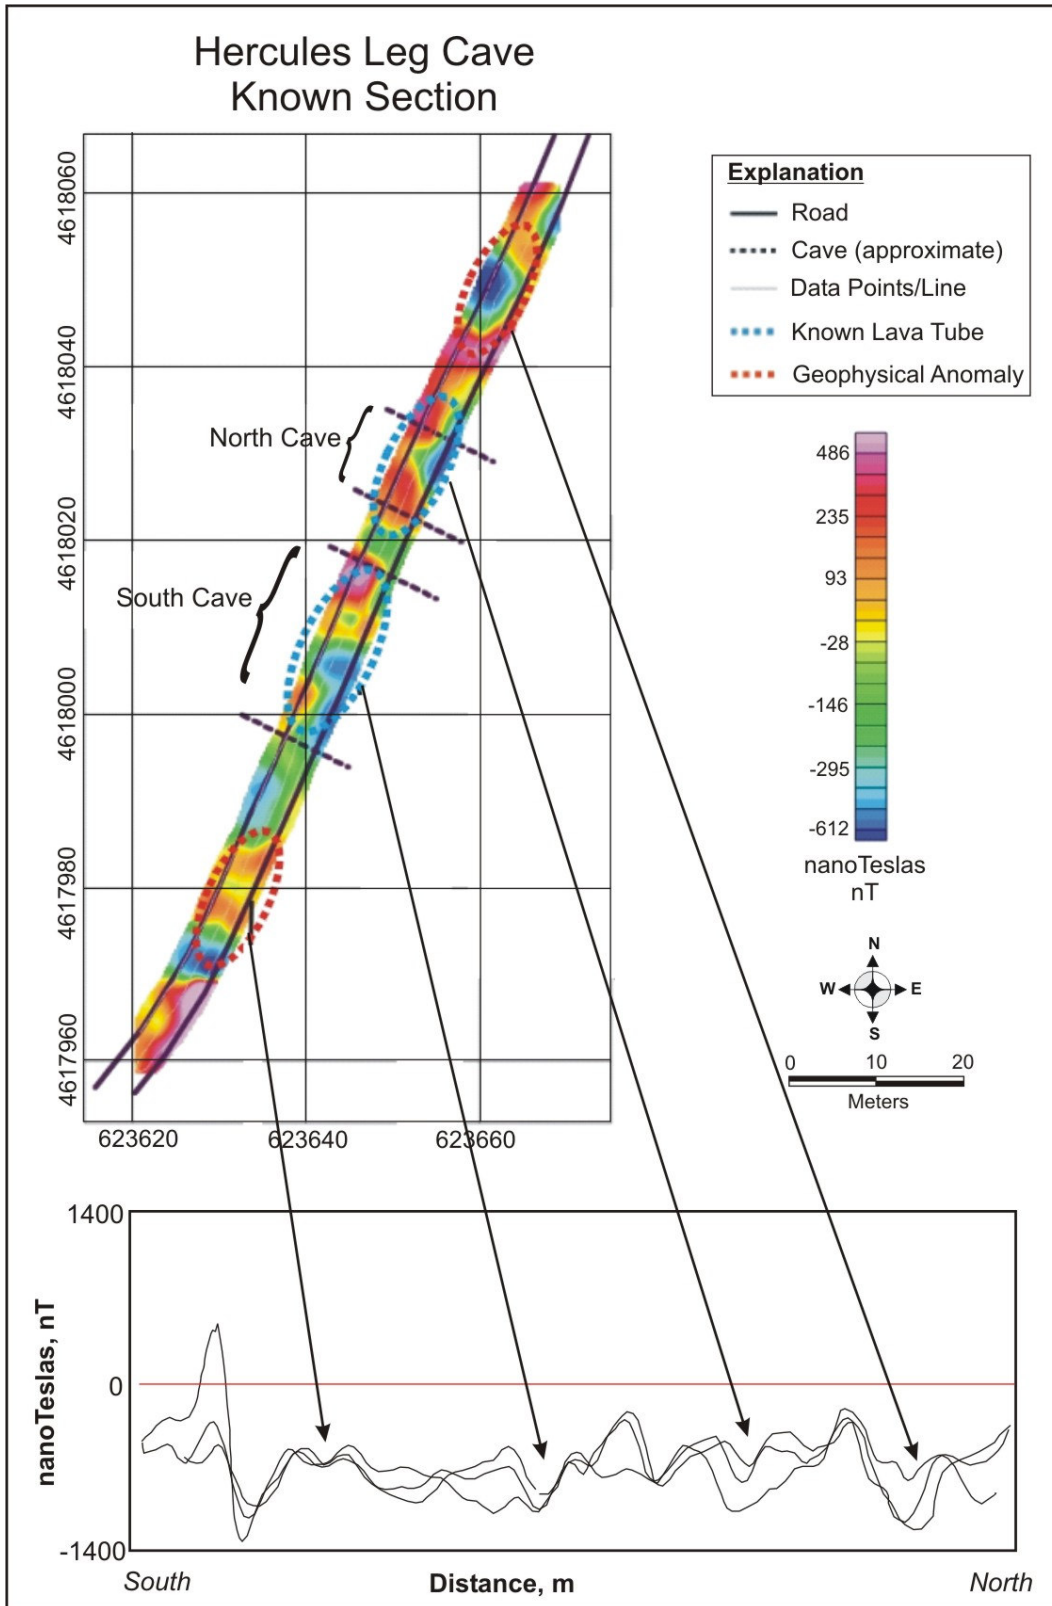 Hercules Leg Cave
Known Section
4618060
4618040
4618020
4618000
4617980
4617960
North Cave
South Cave
623620
623640
623660
Explanation
Road
Cave (approximate)
Data Points/Line
Known Lava Tube
Geophysical Anomaly
486
235
93
-28
-146
-295
-612
nanoTeslas
nT
N
W E
S
0 10 20
Meters
1400
0
-1400
nanoTeslas, nT
South
Distance, m
North